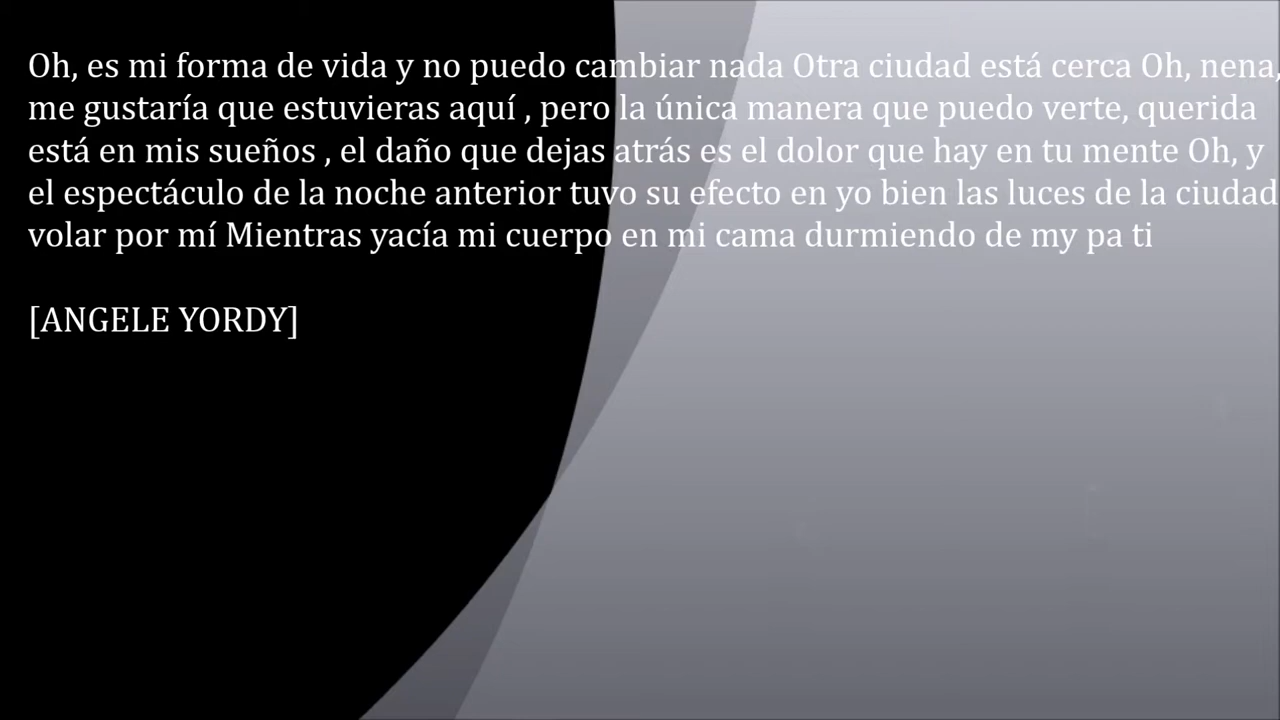 Oh, es mi forma de vida y no puedo cambiar nada Otra ciudad está cerca Oh, nena,
me gustaría que estuvieras aquí , pero la única manera que puedo verte, querida
está en mis sueños , el daño que dejas atrás es el dolor que hay en tu mente Oh, y
el espectáculo de la noche anterior tuvo su efecto en yo bien las luces de la ciudad
volar por mí Mientras yacía mi cuerpo en mi cama durmiendo de my pa ti
[ANGELE YORDY]